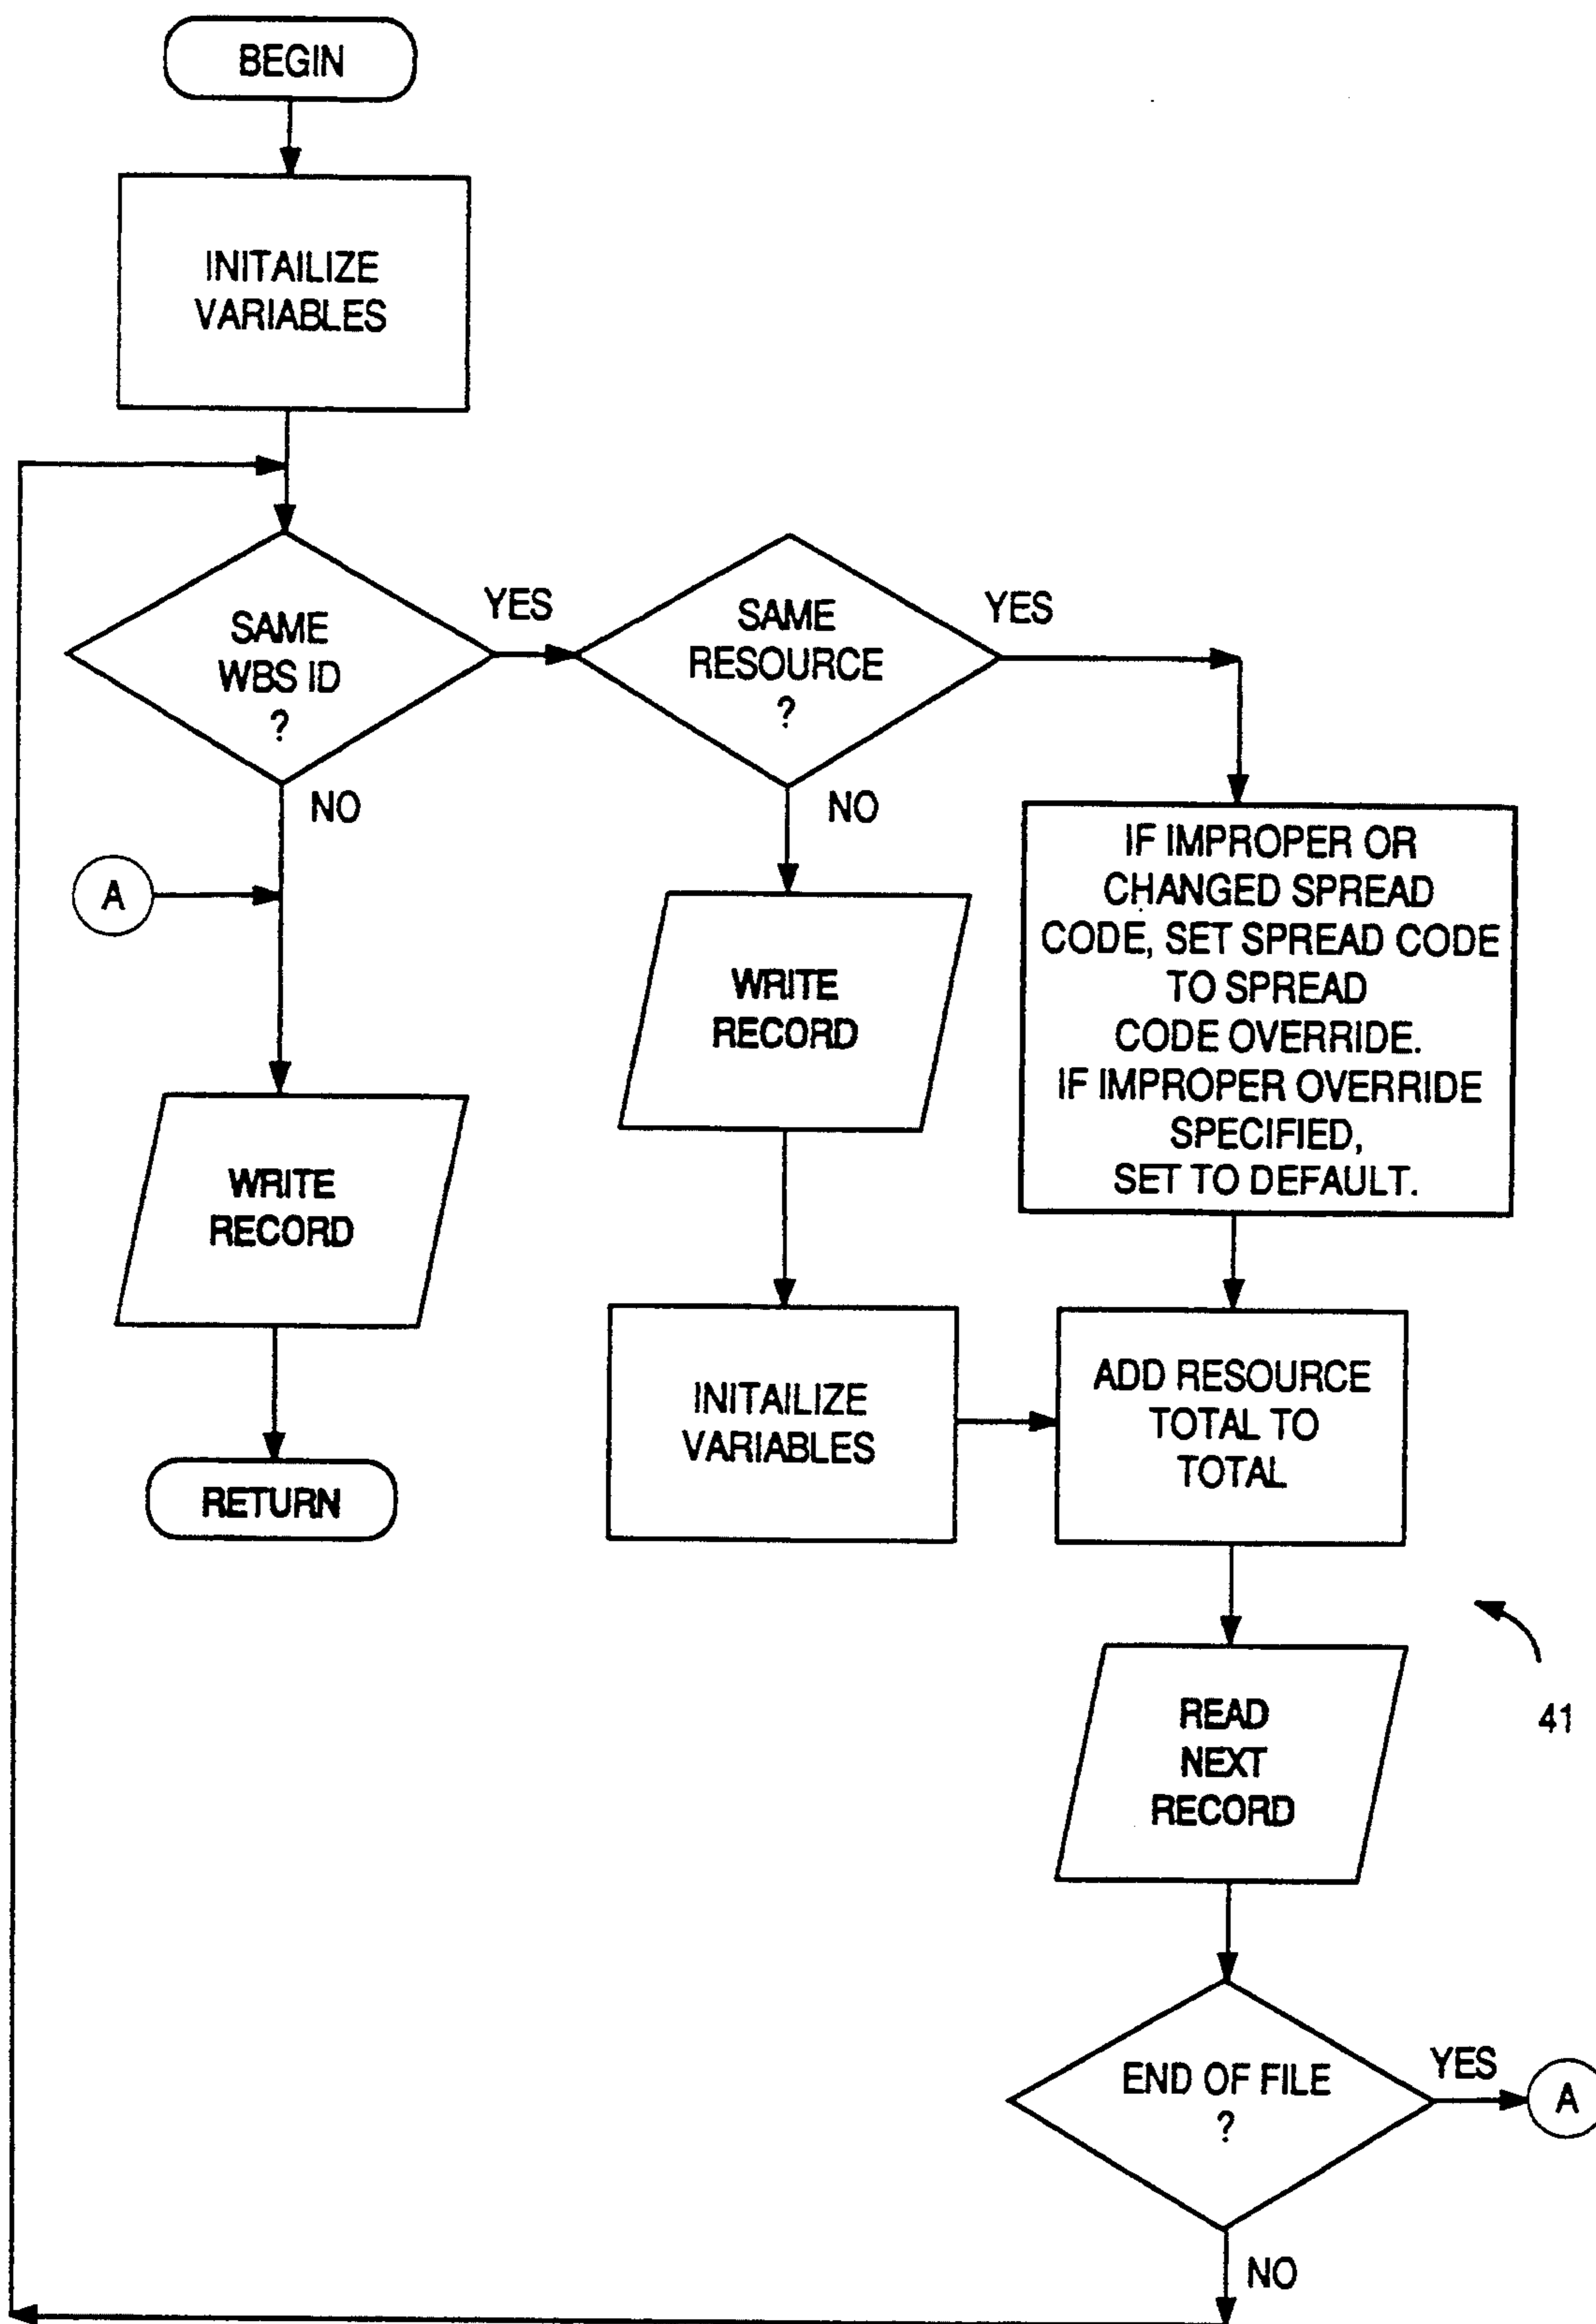 BEGIN
INITAILIZE
VARIABLES
SAME
WBS ID
?
YES
SAME
RESOURCE
?
YES
NO
NO
A
IF IMPROPER OR
CHANGED SPREAD
CODE, SET SPREAD CODE
TO SPREAD
CODE OVERRIDE.
IF IMPROPER OVERRIDE
SPECIFIED,
SET TO DEFAULT.
WRITE
RECORD
WRITE
RECORD
RETURN
INITAILIZE
VARIABLES
ADD RESOURCE
TOTAL TO
TOTAL
41
READ
NEXT
RECORD
END OF FILE
?
YES
A
NO